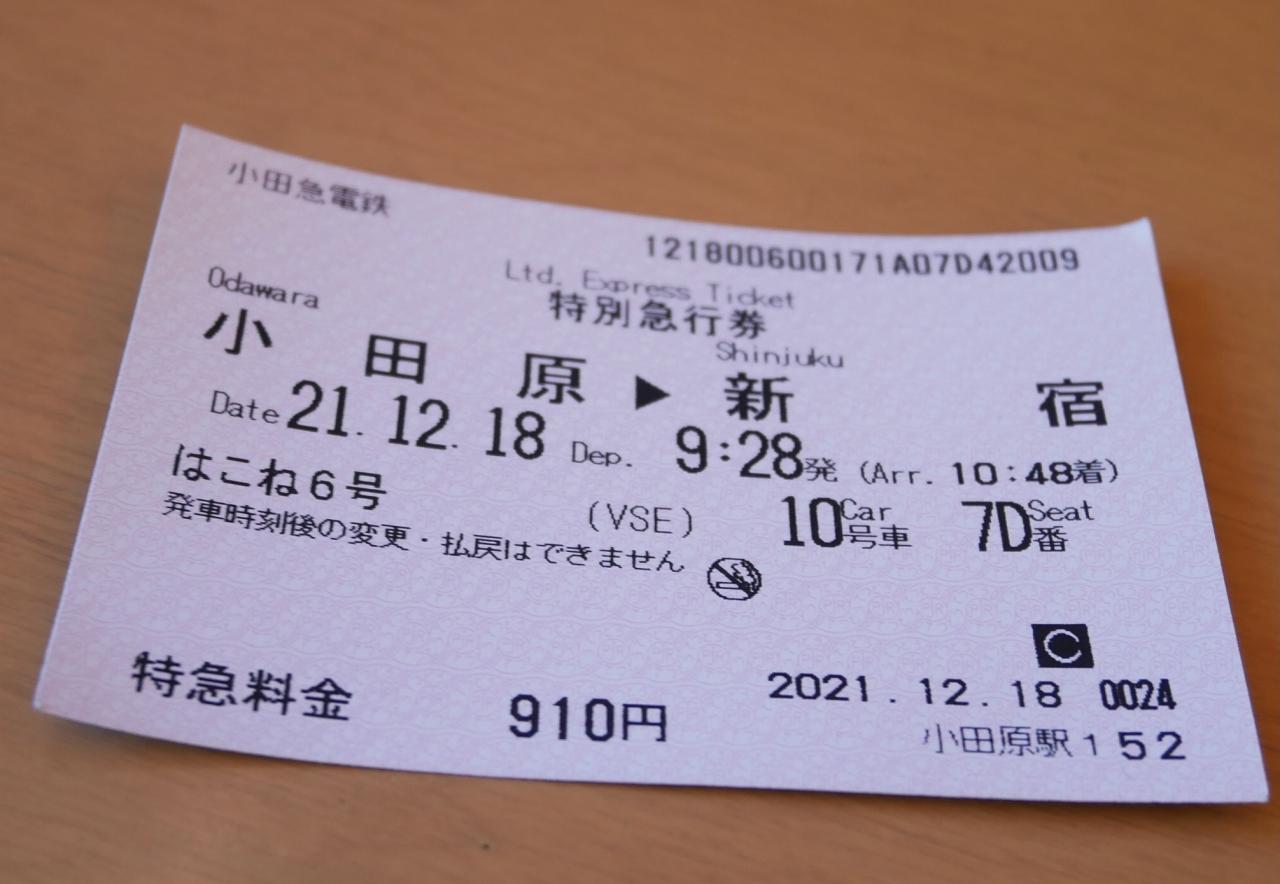 小田急電鉄
121800600171A07D42009
Ltd. Express Ticket
特別急行券
Odawara Shinjuku
小田原▶新宿
Date 21.12.18 Dep. 9:28発 (Arr. 10:48着)
はこね6号 (VSE) 10 Car 号車 7D Seat 番
発車時刻後の変更・払戻はできません
C
特急料金 910円 2021.12.18 0024
小田原駅152